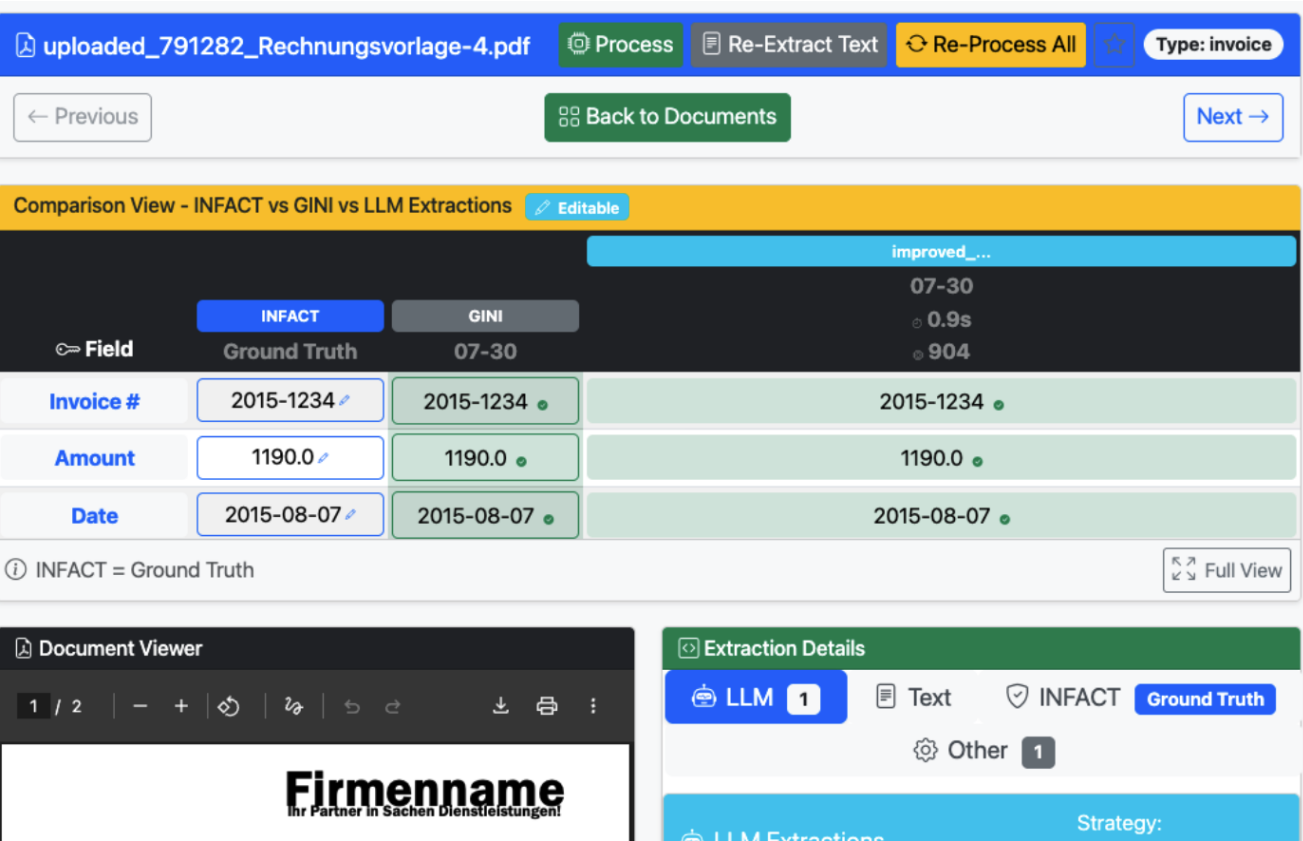 uploaded_791282_Rechnungsvorlage-4.pdf Process Re-Extract Text Re-Process All Type: invoice
← Previous Back to Documents Next →
Comparison View - INFACT vs GINI vs LLM Extractions Editable
improved_...
07-30
INFACT GINI 0.9s
Field Ground Truth 07-30 904
Invoice # 2015-1234 2015-1234 2015-1234
Amount 1190.0 1190.0 1190.0
Date 2015-08-07 2015-08-07 2015-08-07
INFACT = Ground Truth Full View
Document Viewer
1 / 2
Firmenname
Ihr Partner in Sachen Dienstleistungen!
Extraction Details
LLM 1 Text INFACT Ground Truth
Other 1
LLM Extractions Strategy: